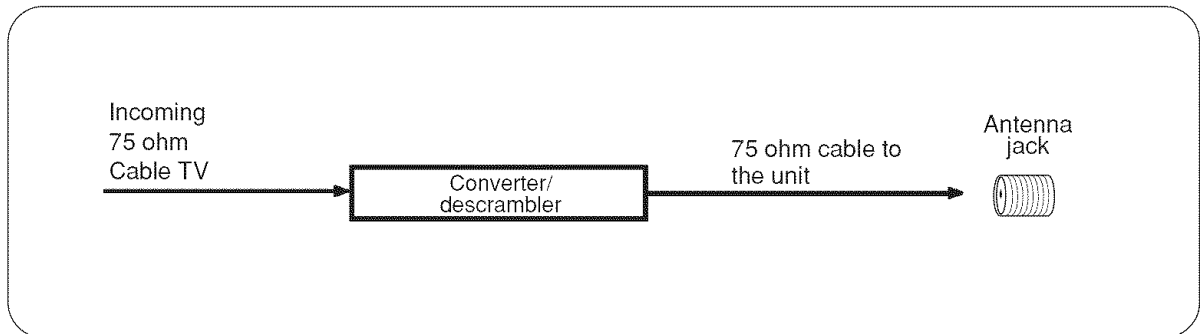 Incoming
75 ohm
Cable TV
Converter/
descrambler
75 ohm cable to
the unit
Antenna
jack